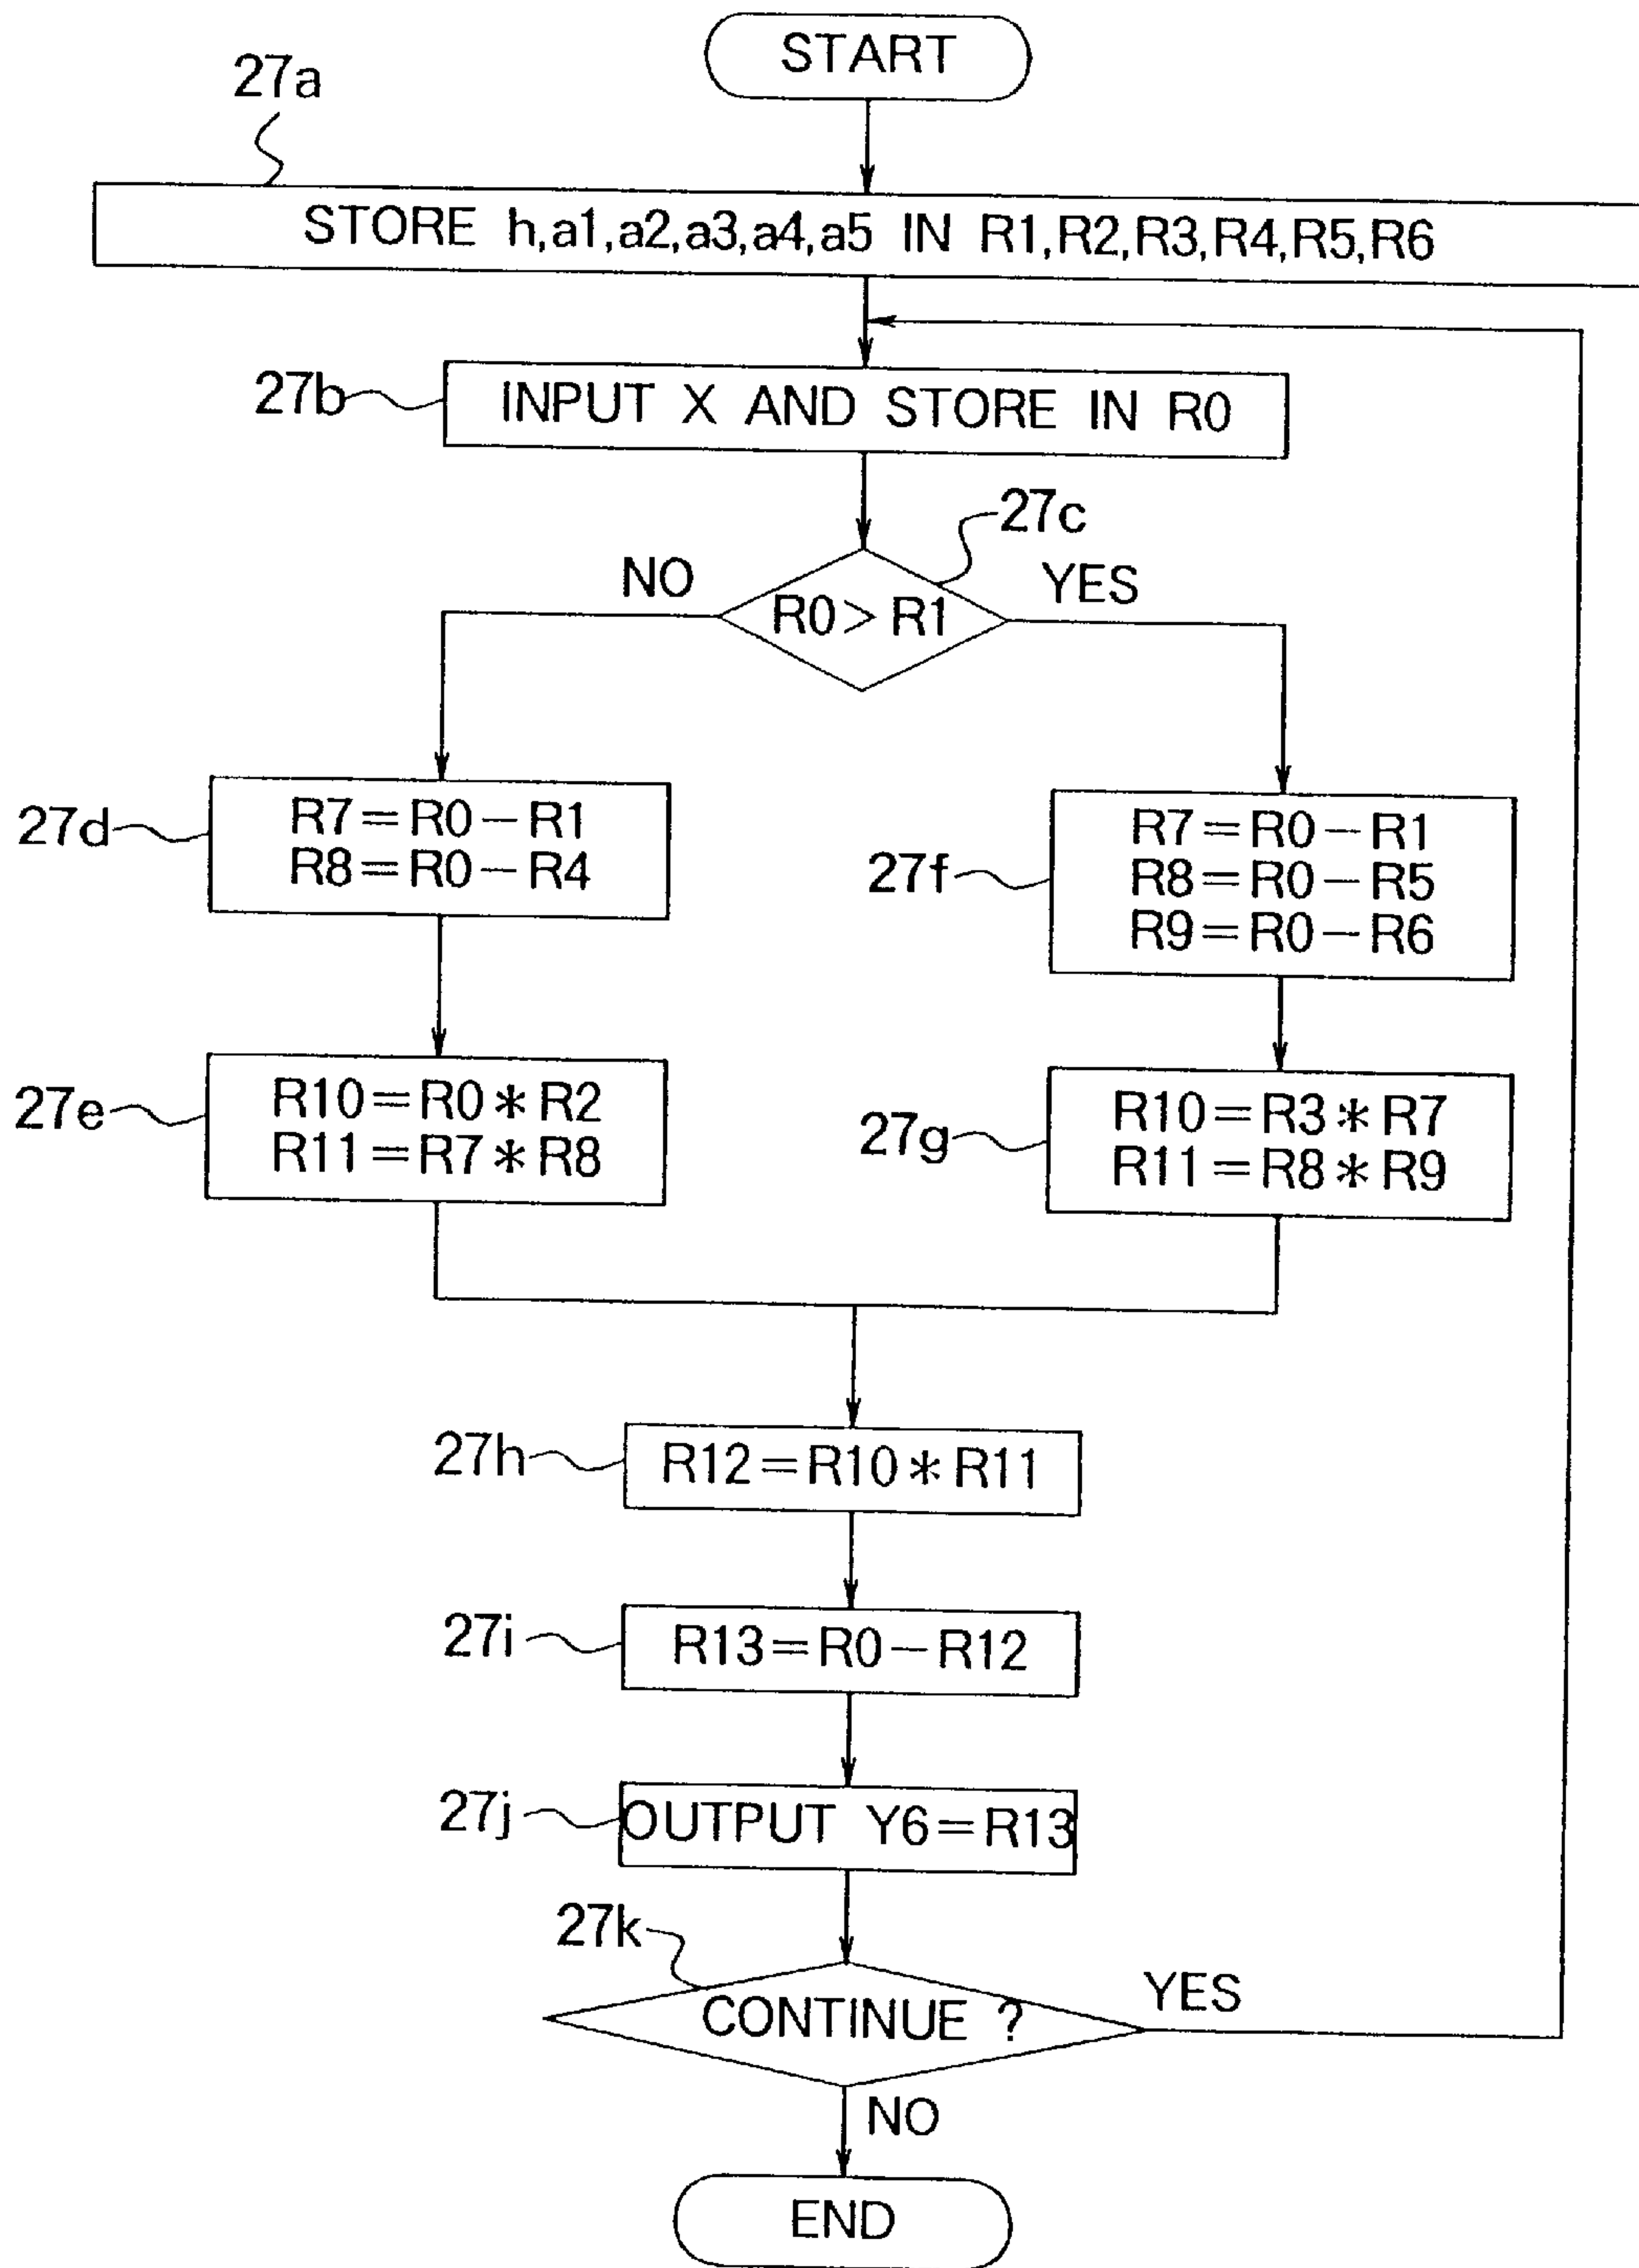 START
27a
STORE h,a1,a2,a3,a4,a5 IN R1,R2,R3,R4,R5,R6
27b
INPUT X AND STORE IN R0
27c
NO
YES
R0>R1
27d
R7=R0-R1
R8=R0-R4
27f
R7=R0-R1
R8=R0-R5
R9=R0-R6
27e
R10=R0*R2
R11=R7*R8
27g
R10=R3*R7
R11=R8*R9
27h
R12=R10*R11
27i
R13=R0-R12
27j
OUTPUT Y6=R13
27k
CONTINUE ?
YES
NO
END